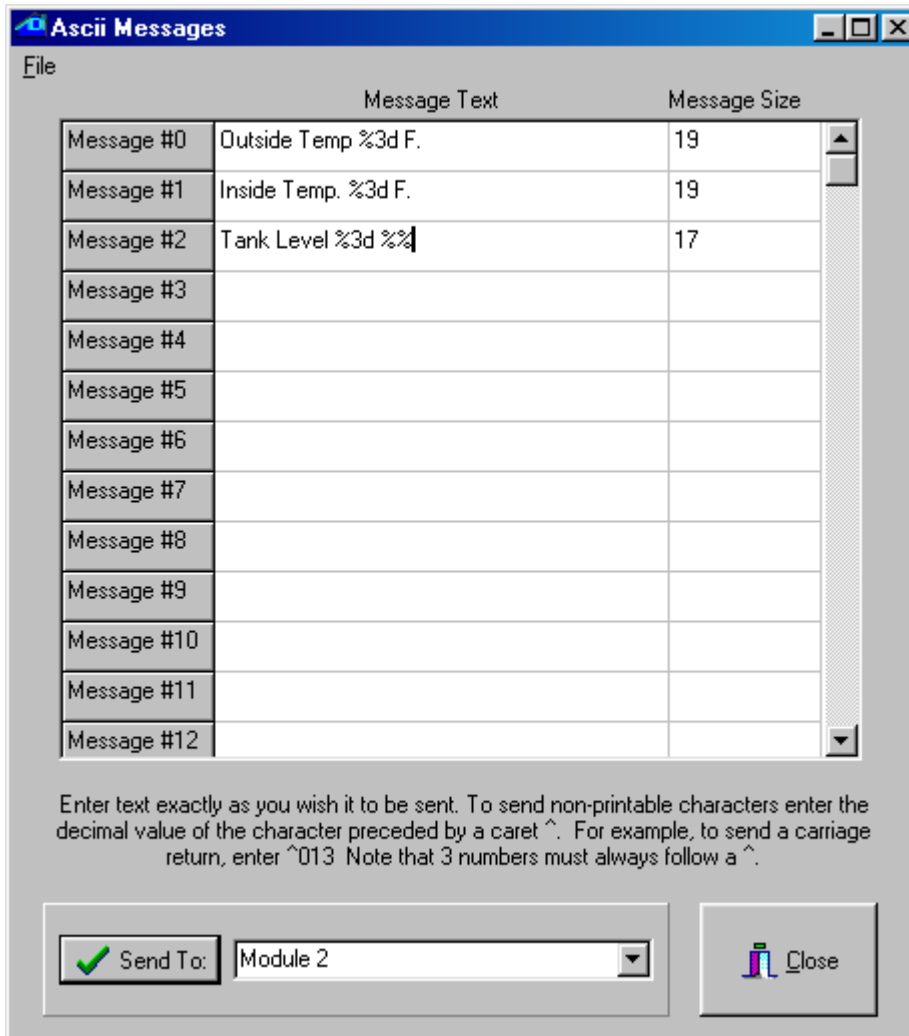 Ascii Messages
File
Message Text Message Size
Message #0 Outside Temp %3d F. 19
Message #1 Inside Temp. %3d F. 19
Message #2 Tank Level %3d %% 17
Message #3
Message #4
Message #5
Message #6
Message #7
Message #8
Message #9
Message #10
Message #11
Message #12
Enter text exactly as you wish it to be sent. To send non-printable characters enter the
decimal value of the character preceded by a caret ^. For example, to send a carriage
return, enter ^013 Note that 3 numbers must always follow a ^.
Send To: Module 2 Close